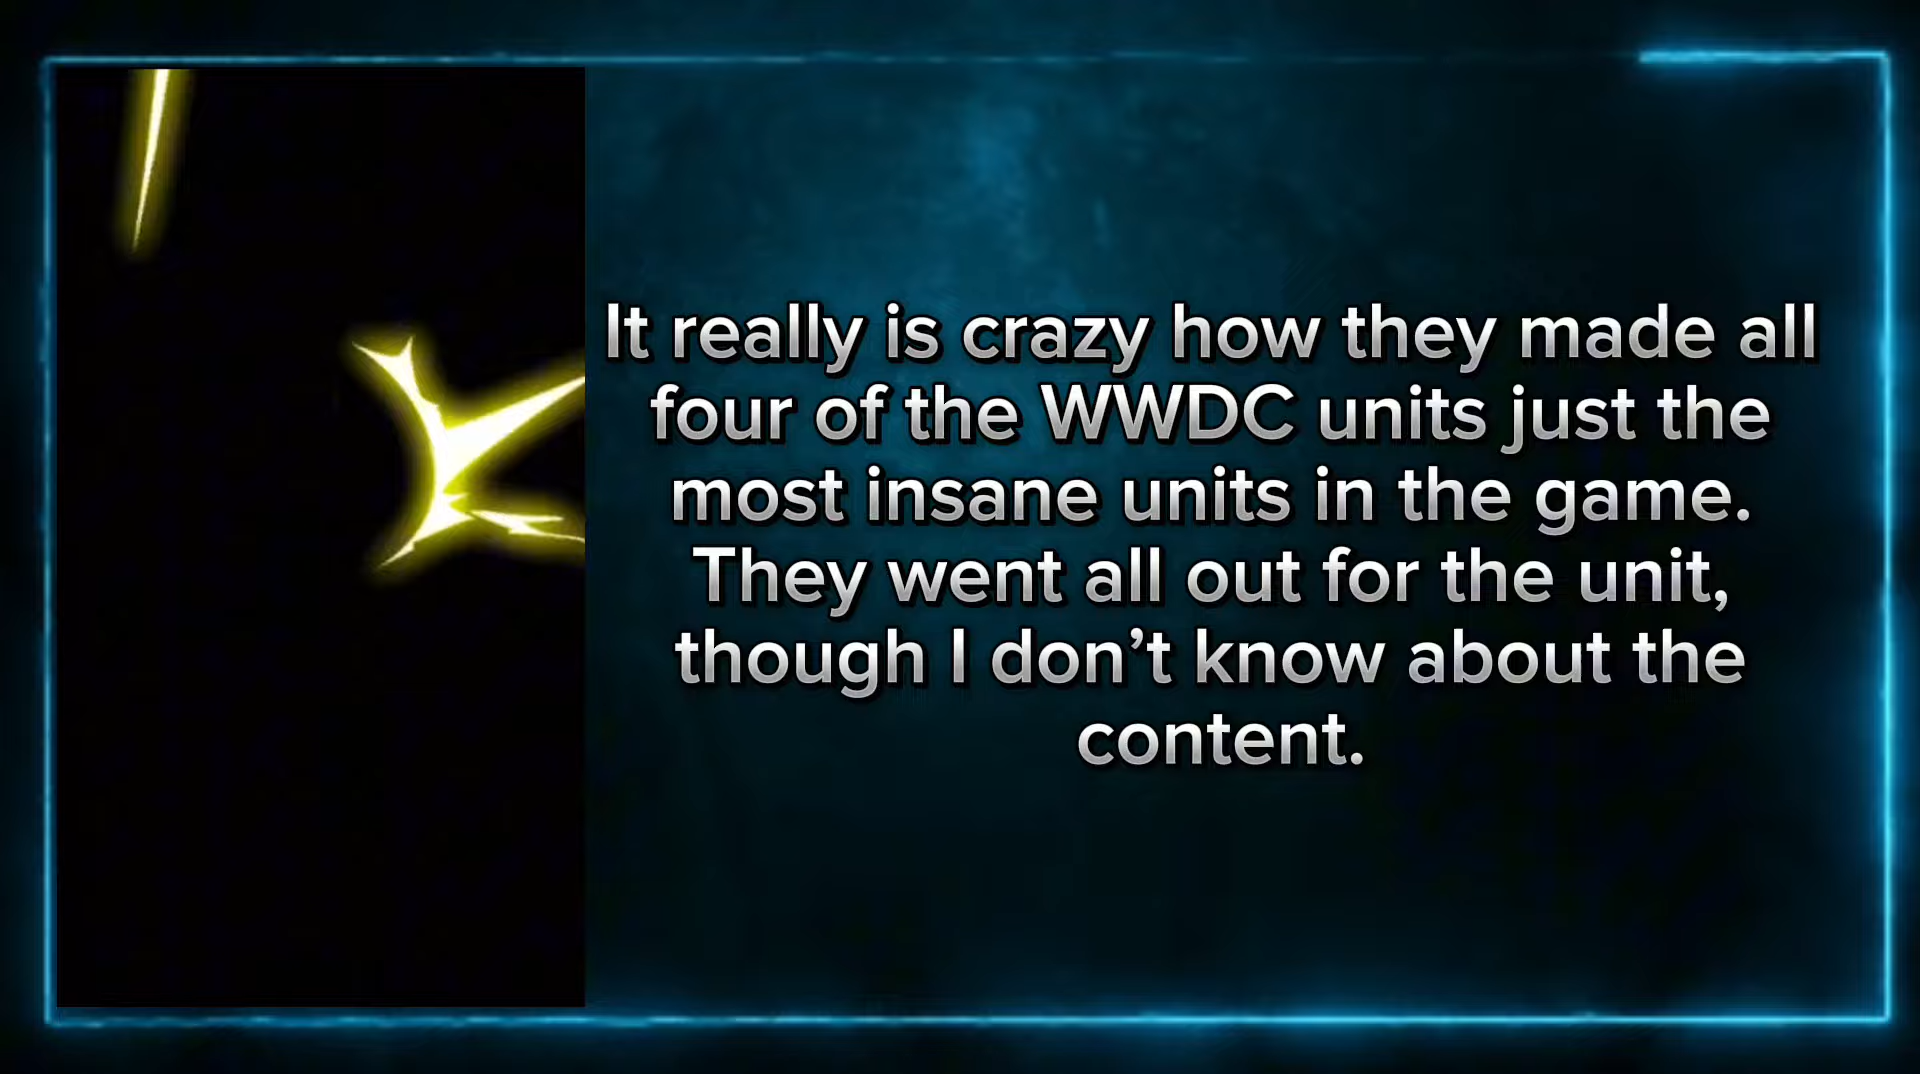 It really is crazy how they made all
four of the WWDC units just the
most insane units in the game.
They went all out for the unit,
though I don’t know about the
content.